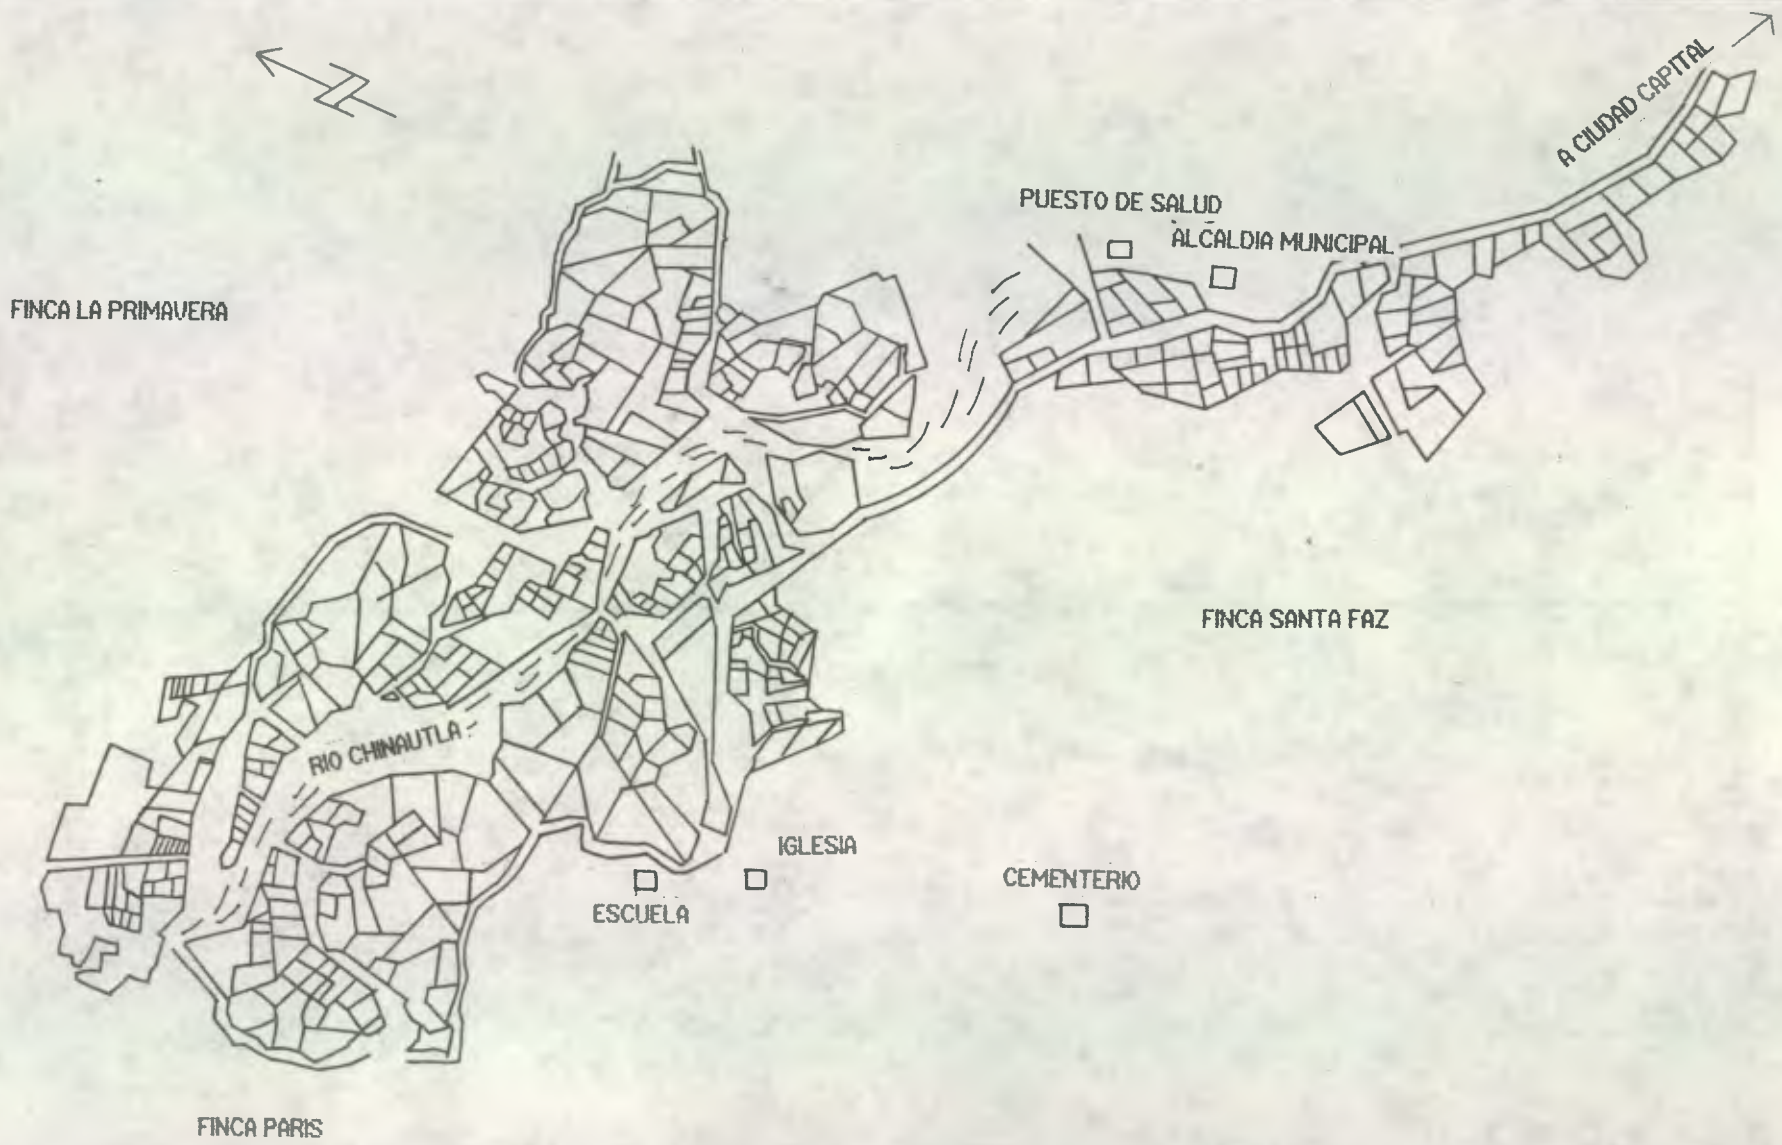 A CIUDAD CAPITAL
PUESTO DE SALUD
ALCALDIA MUNICIPAL
FINCA LA PRIMAVERA
FINCA SANTA FAZ
RIO CHINAUTLA
IGLESIA
CEMENTERIO
ESCUELA
FINCA PARIS